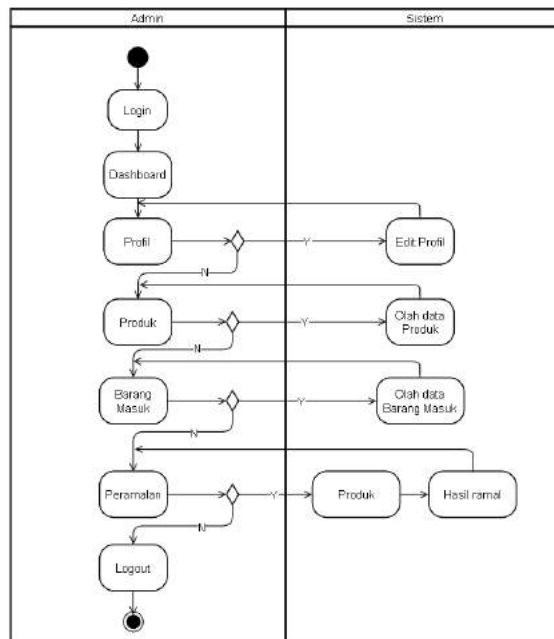 Admin
Sistem
Login
Dashboard
Profil
Y
Edit Profil
N
Produk
Y
Olah data
Produk
N
Barang
Masuk
Y
Olah data
Barang Masuk
N
Peramalan
Y
Produk
Hasil ramal
N
Logout